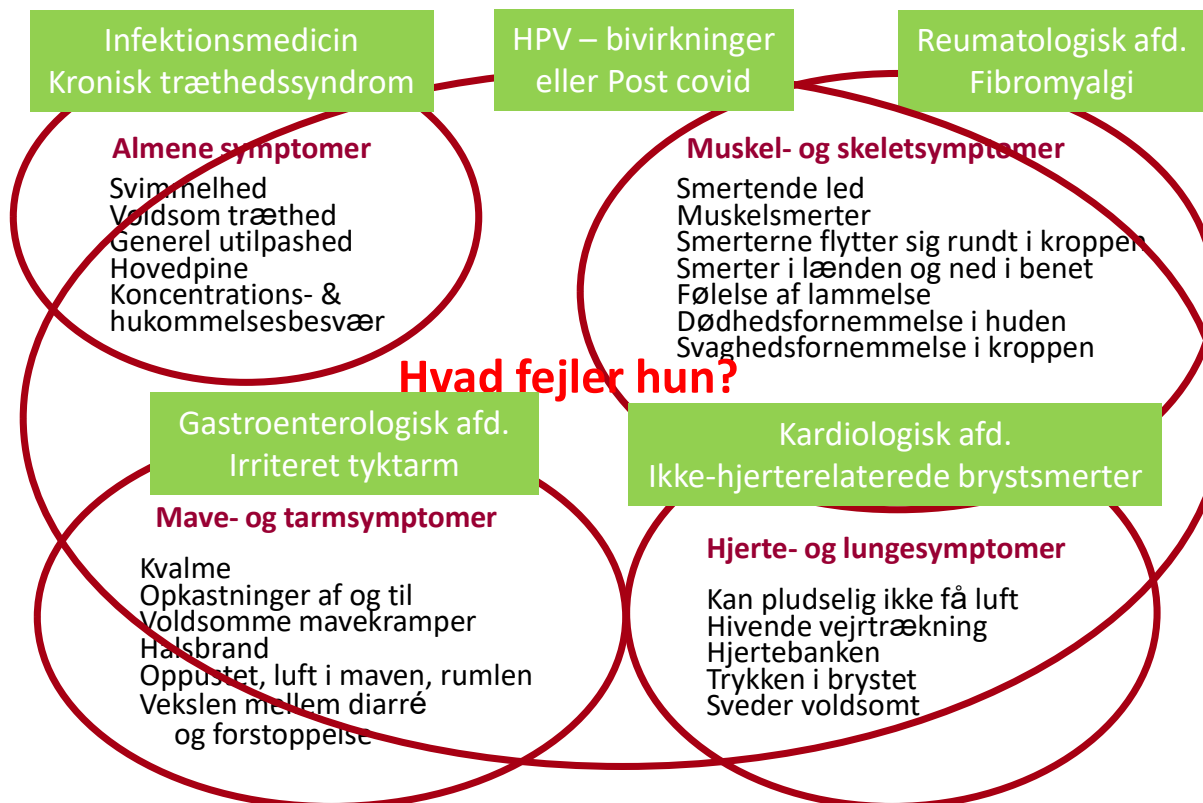 Infektionsmedicin
Kronisk træthedssyndrom
HPV – bivirkninger
eller Post covid
Reumatologisk afd.
Fibromyalgi
Almene symptomer
Svimmelhed
Voldsom træthed
Generel utilpashed
Hovedpine
Koncentrations- &
hukommelsesbesvær
Muskel- og skeletsymptomer
Smertende led
Muskelsmerter
Smerterne flytter sig rundt i kroppen
Smerter i lænden og ned i benet
Følelse af lammelse
Dødhedsfornemmelse i huden
Svaghedsfornemmelse i kroppen
Hvad fejler hun?
Gastroenterologisk afd.
Irriteret tyktarm
Mave- og tarmsymptomer
Kvalme
Opkastninger af og til
Voldsomme mavekramper
Halsbrand
Oppustet, luft i maven, rumlen
Vekslen mellem diarré
og forstoppelse
Kardiologisk afd.
Ikke-hjerterelaterede brystsmerter
Hjerte- og lungesymptomer
Kan pludselig ikke få luft
Hivende vejrtrækning
Hjertebanken
Trykken i brystet
Sveder voldsomt